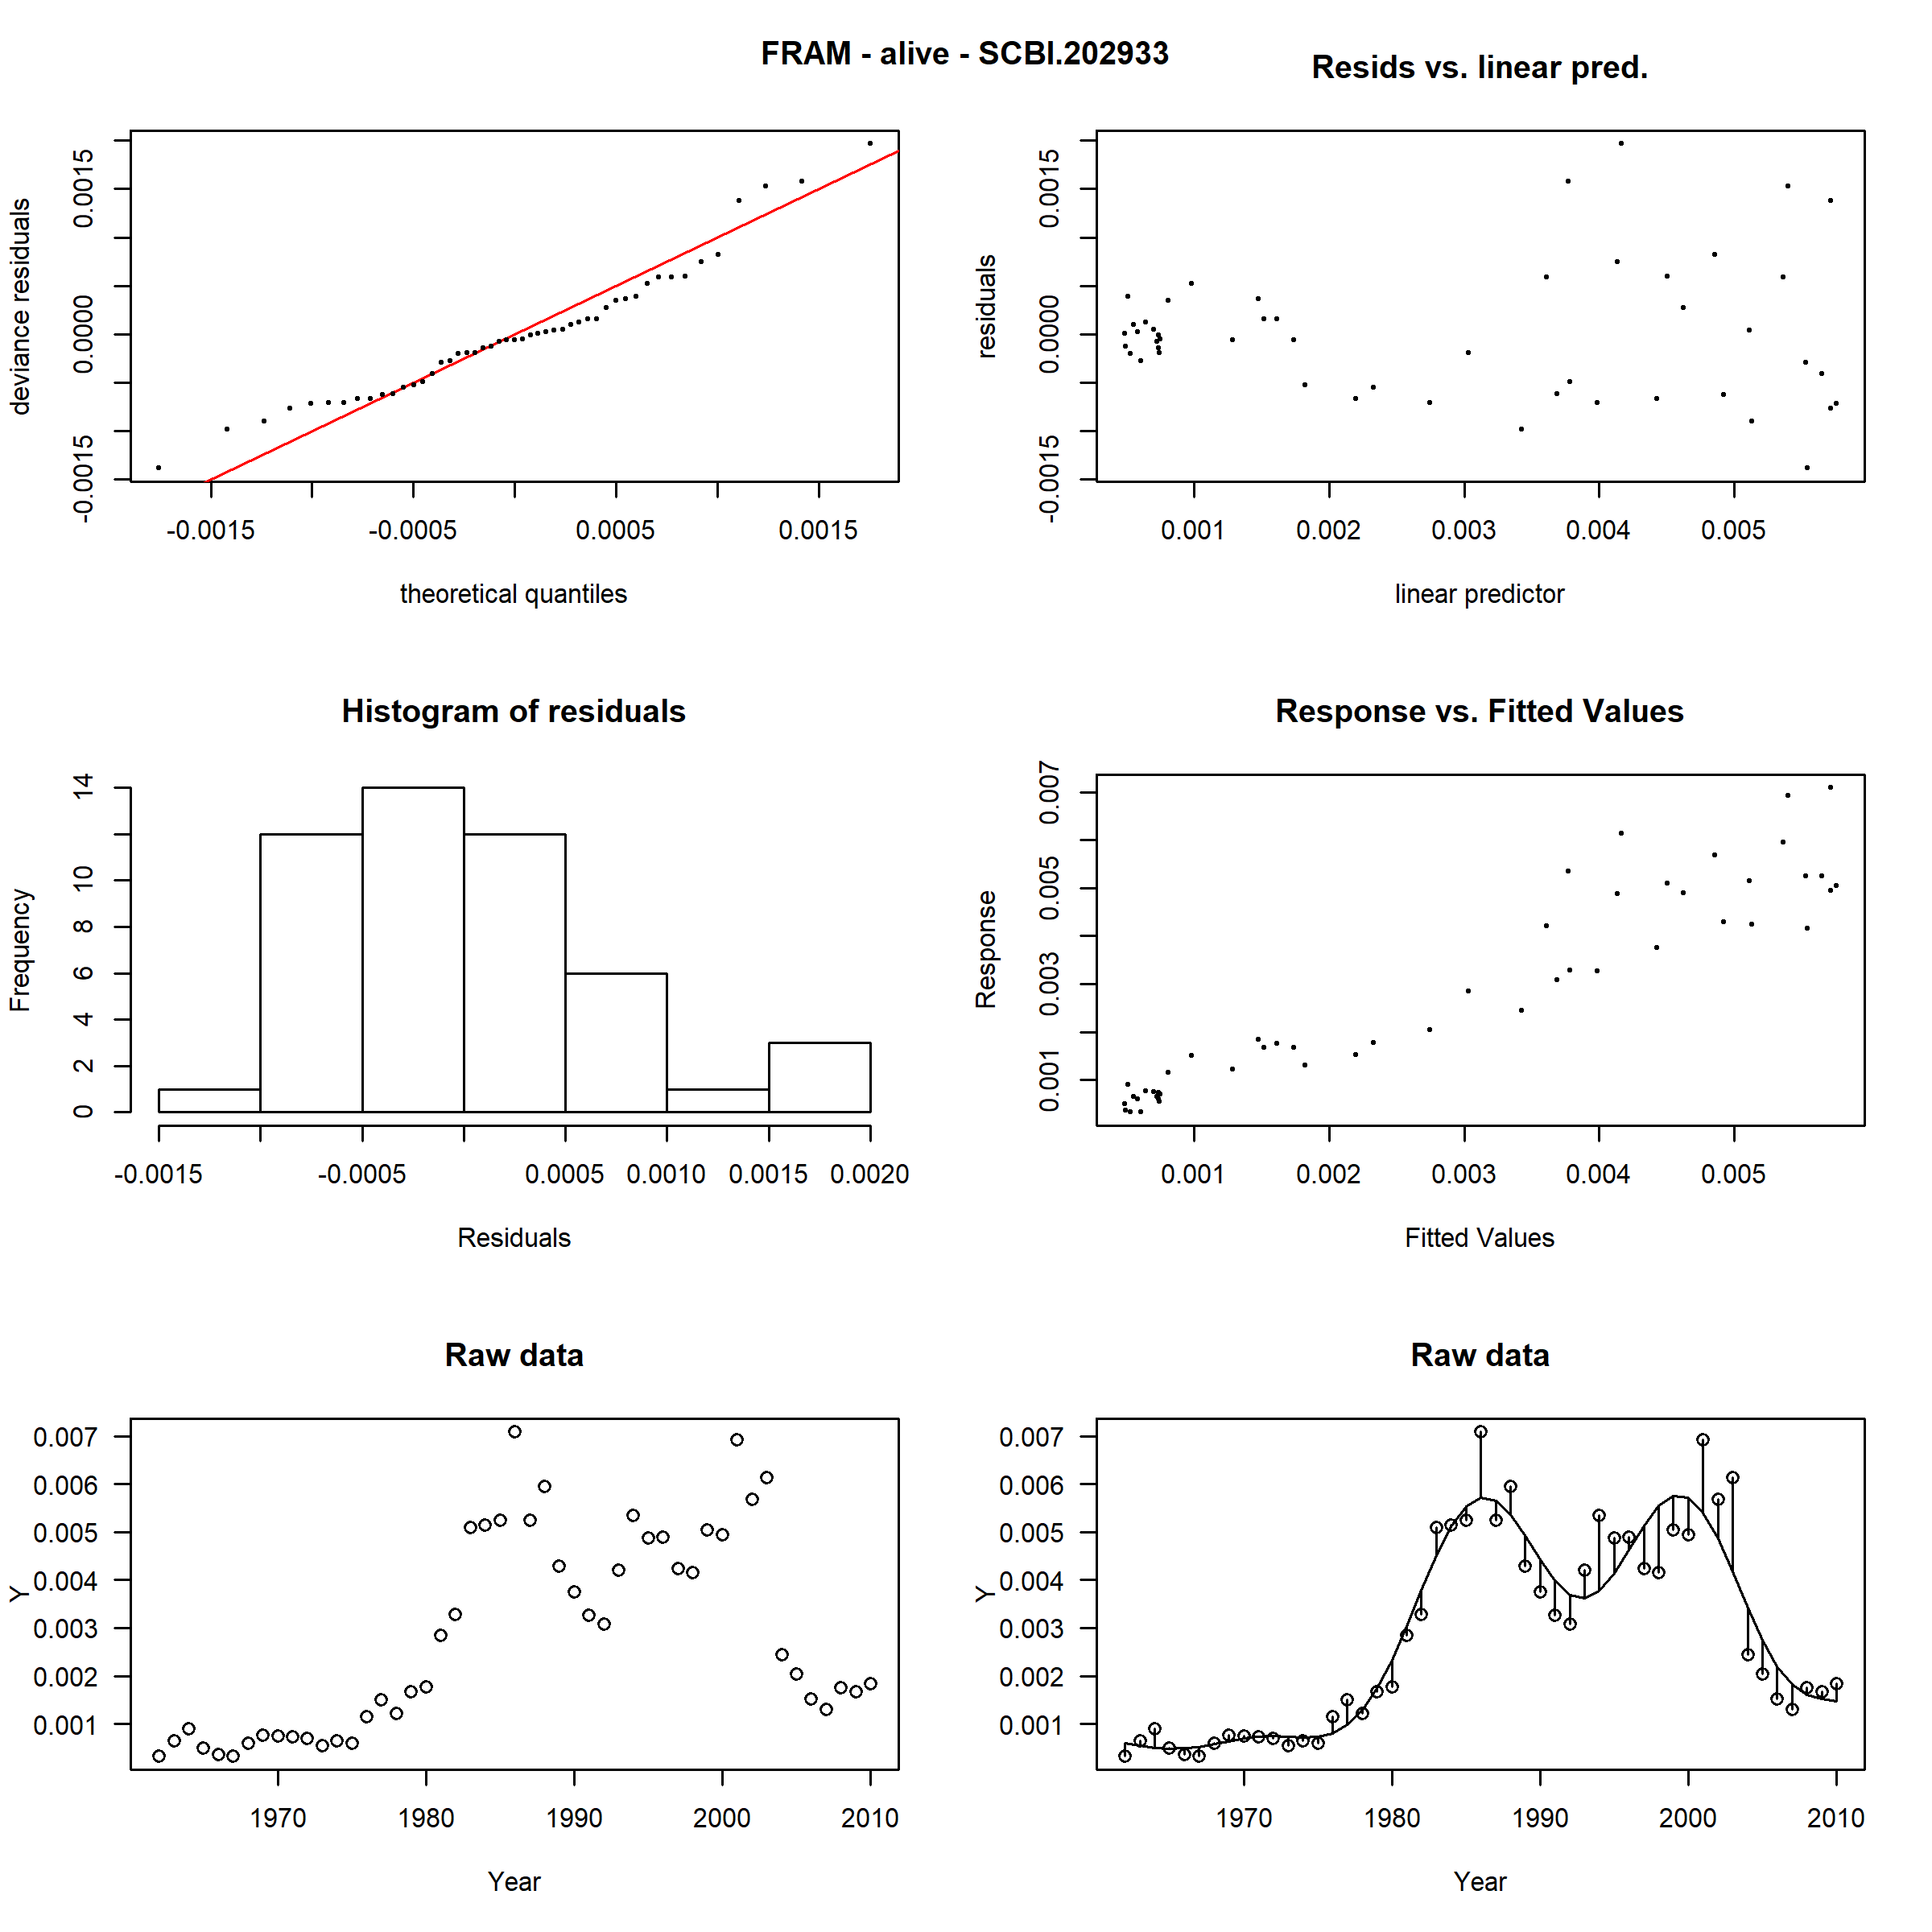 FRAM - alive - SCBI.202933
Resids vs. linear pred.
deviance residuals
-0.0015 0.0000 0.0015
-0.0015 -0.0005 0.0005 0.0015
theoretical quantiles
residuals
-0.0015 0.0000 0.0015
0.001 0.002 0.003 0.004 0.005
linear predictor
Histogram of residuals
Frequency
0 2 4 6 8 10 14
-0.0015 -0.0005 0.0005 0.0010 0.0015 0.0020
Residuals
Response vs. Fitted Values
Response
0.001 0.003 0.005 0.007
0.001 0.002 0.003 0.004 0.005
Fitted Values
Raw data
Y
0.007
0.006
0.005
0.004
0.003
0.002
0.001
1970 1980 1990 2000 2010
Year
Raw data
Y
0.007
0.006
0.005
0.004
0.003
0.002
0.001
1970 1980 1990 2000 2010
Year